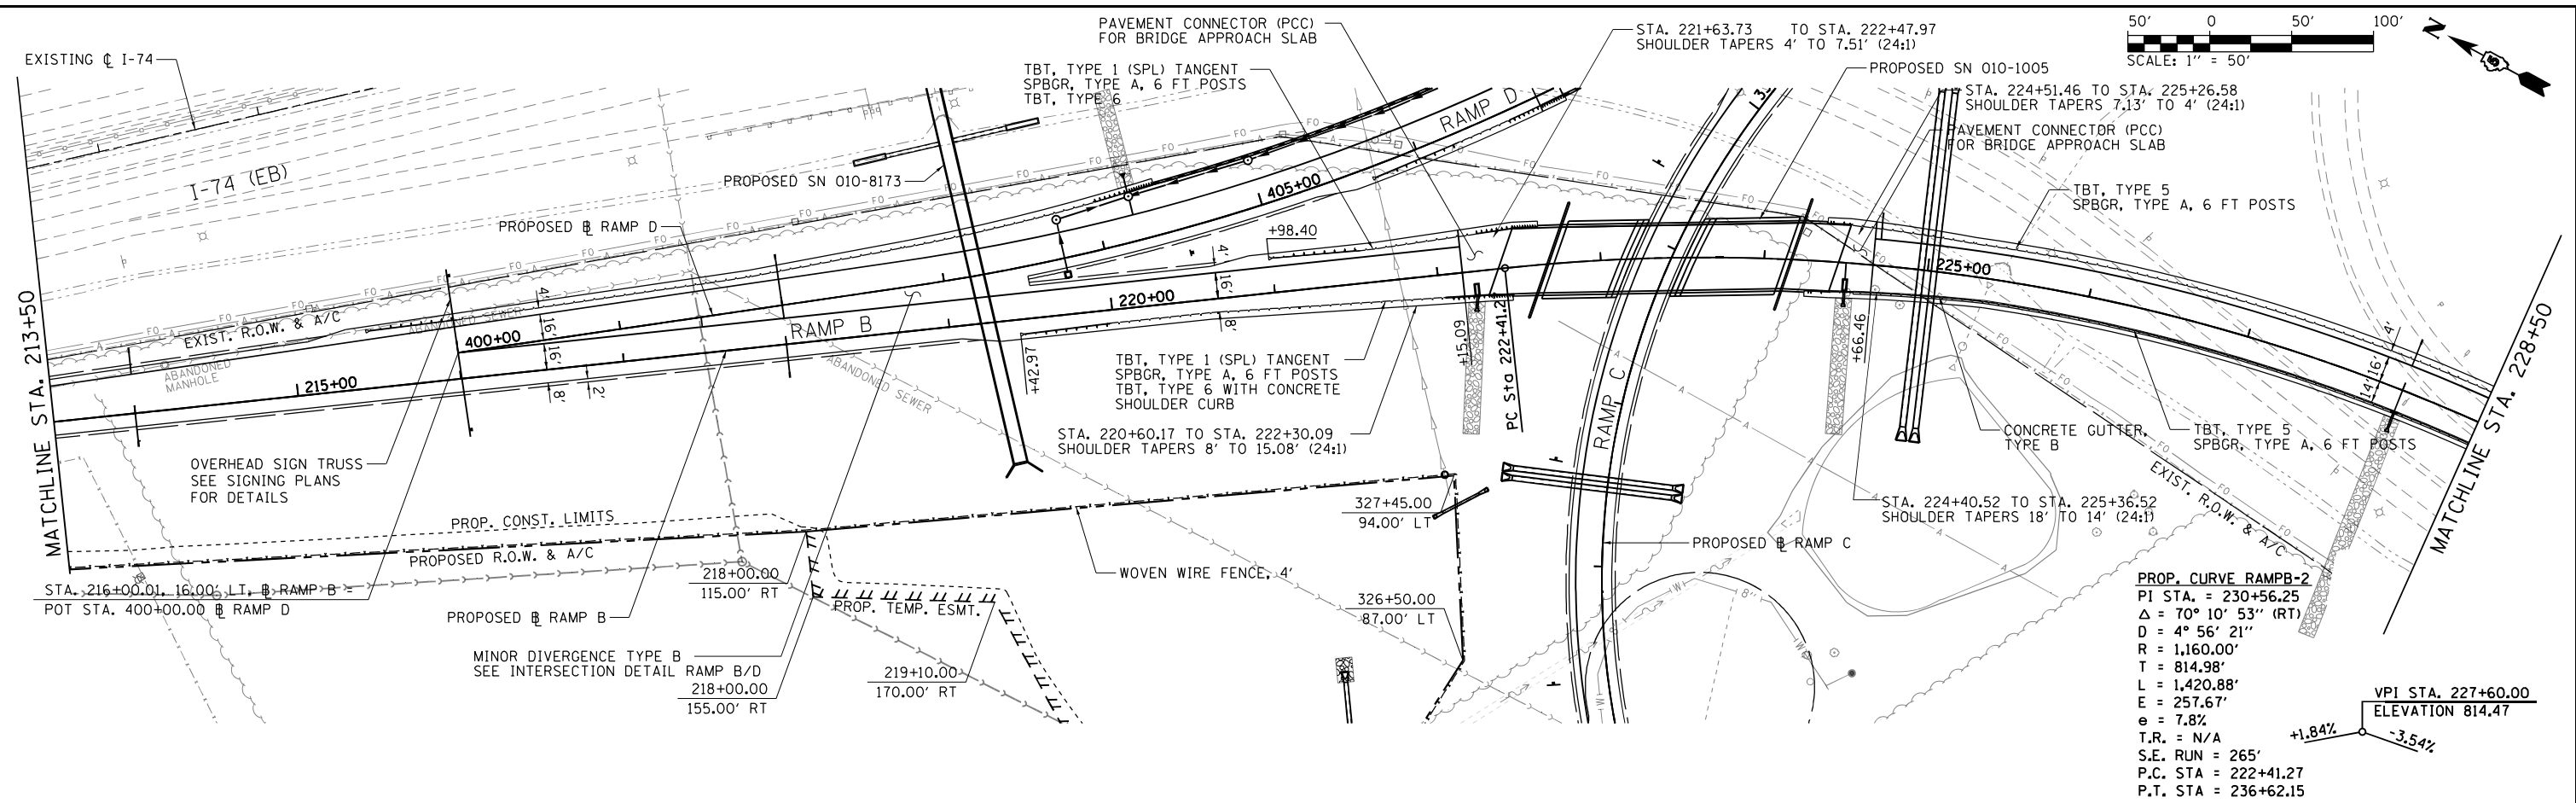 EXISTING ℄ I-74
I-74 (EB)
PAVEMENT CONNECTOR (PCC)
FOR BRIDGE APPROACH SLAB
TBT, TYPE 1 (SPL) TANGENT
SPBGR, TYPE A, 6 FT POSTS
TBT, TYPE 6
STA. 221+63.73 TO STA. 222+47.97
SHOULDER TAPERS 4' TO 7.51' (24:1)
PROPOSED SN 010-1005
STA. 224+51.46 TO STA. 225+26.58
SHOULDER TAPERS 7.13' TO 4' (24:1)
PAVEMENT CONNECTOR (PCC)
FOR BRIDGE APPROACH SLAB
50' 0 50' 100'
SCALE: 1" = 50'
N
TBT, TYPE 5
SPBGR, TYPE A, 6 FT POSTS
PROPOSED SN 010-8173
PROPOSED ⅊ RAMP D
RAMP D
405+00
+98.40
4'
16'
8'
220+00
225+00
MATCHLINE STA. 213+50
EXIST. R.O.W. & A/C
ABANDONED SEWER
ABANDONED
MANHOLE
400+00
215+00
4'
16'
16'
8'
2'
RAMP B
ABANDONED SEWER
+42.97
+15.09
PC Sta 222+41.2
RAMP C
+66.46
4'
16'
14'
MATCHLINE STA. 228+50
TBT, TYPE 1 (SPL) TANGENT
SPBGR, TYPE A, 6 FT POSTS
TBT, TYPE 6 WITH CONCRETE
SHOULDER CURB
STA. 220+60.17 TO STA. 222+30.09
SHOULDER TAPERS 8' TO 15.08' (24:1)
OVERHEAD SIGN TRUSS
SEE SIGNING PLANS
FOR DETAILS
CONCRETE GUTTER,
TYPE B
TBT, TYPE 5
SPBGR, TYPE A, 6 FT POSTS
EXIST. R.O.W. & A/C
STA. 224+40.52 TO STA. 225+36.52
SHOULDER TAPERS 18' TO 14' (24:1)
PROP. CONST. LIMITS
PROPOSED R.O.W. & A/C
327+45.00
94.00' LT
PROPOSED ⅊ RAMP C
WOVEN WIRE FENCE, 4'
218+00.00
115.00' RT
PROP. TEMP. ESMT.
326+50.00
87.00' LT
8"
STA. 216+00.01, 16.00' LT, ⅊ RAMP B =
POT STA. 400+00.00 ⅊ RAMP D
PROPOSED ⅊ RAMP B
MINOR DIVERGENCE TYPE B
SEE INTERSECTION DETAIL RAMP B/D
218+00.00
155.00' RT
219+10.00
170.00' RT
PROP. CURVE RAMPB-2
PI STA. = 230+56.25
Δ = 70° 10' 53'' (RT)
D = 4° 56' 21''
R = 1,160.00'
T = 814.98'
L = 1,420.88'
E = 257.67'
e = 7.8%
T.R. = N/A
S.E. RUN = 265'
P.C. STA = 222+41.27
P.T. STA = 236+62.15
VPI STA. 227+60.00
ELEVATION 814.47
+1.84%
-3.54%